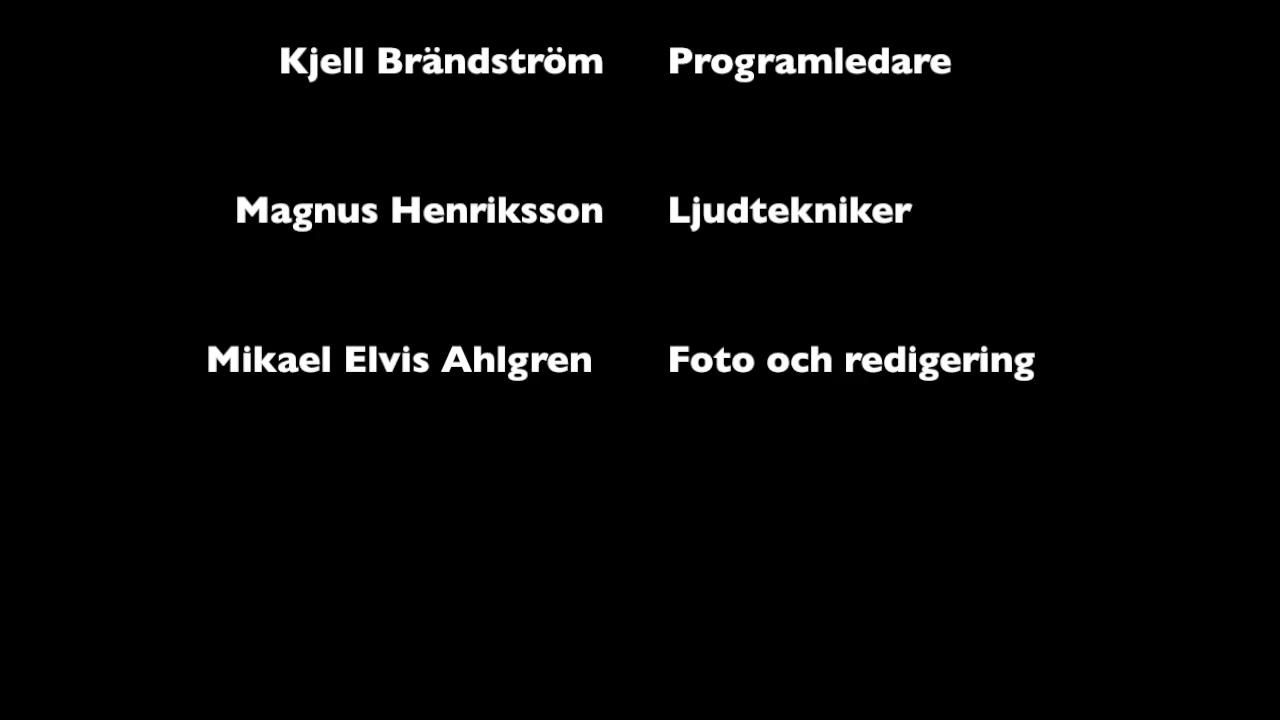 Kjell Brändström Programledare
Magnus Henriksson Ljudtekniker
Mikael Elvis Ahlgren Foto och redigering